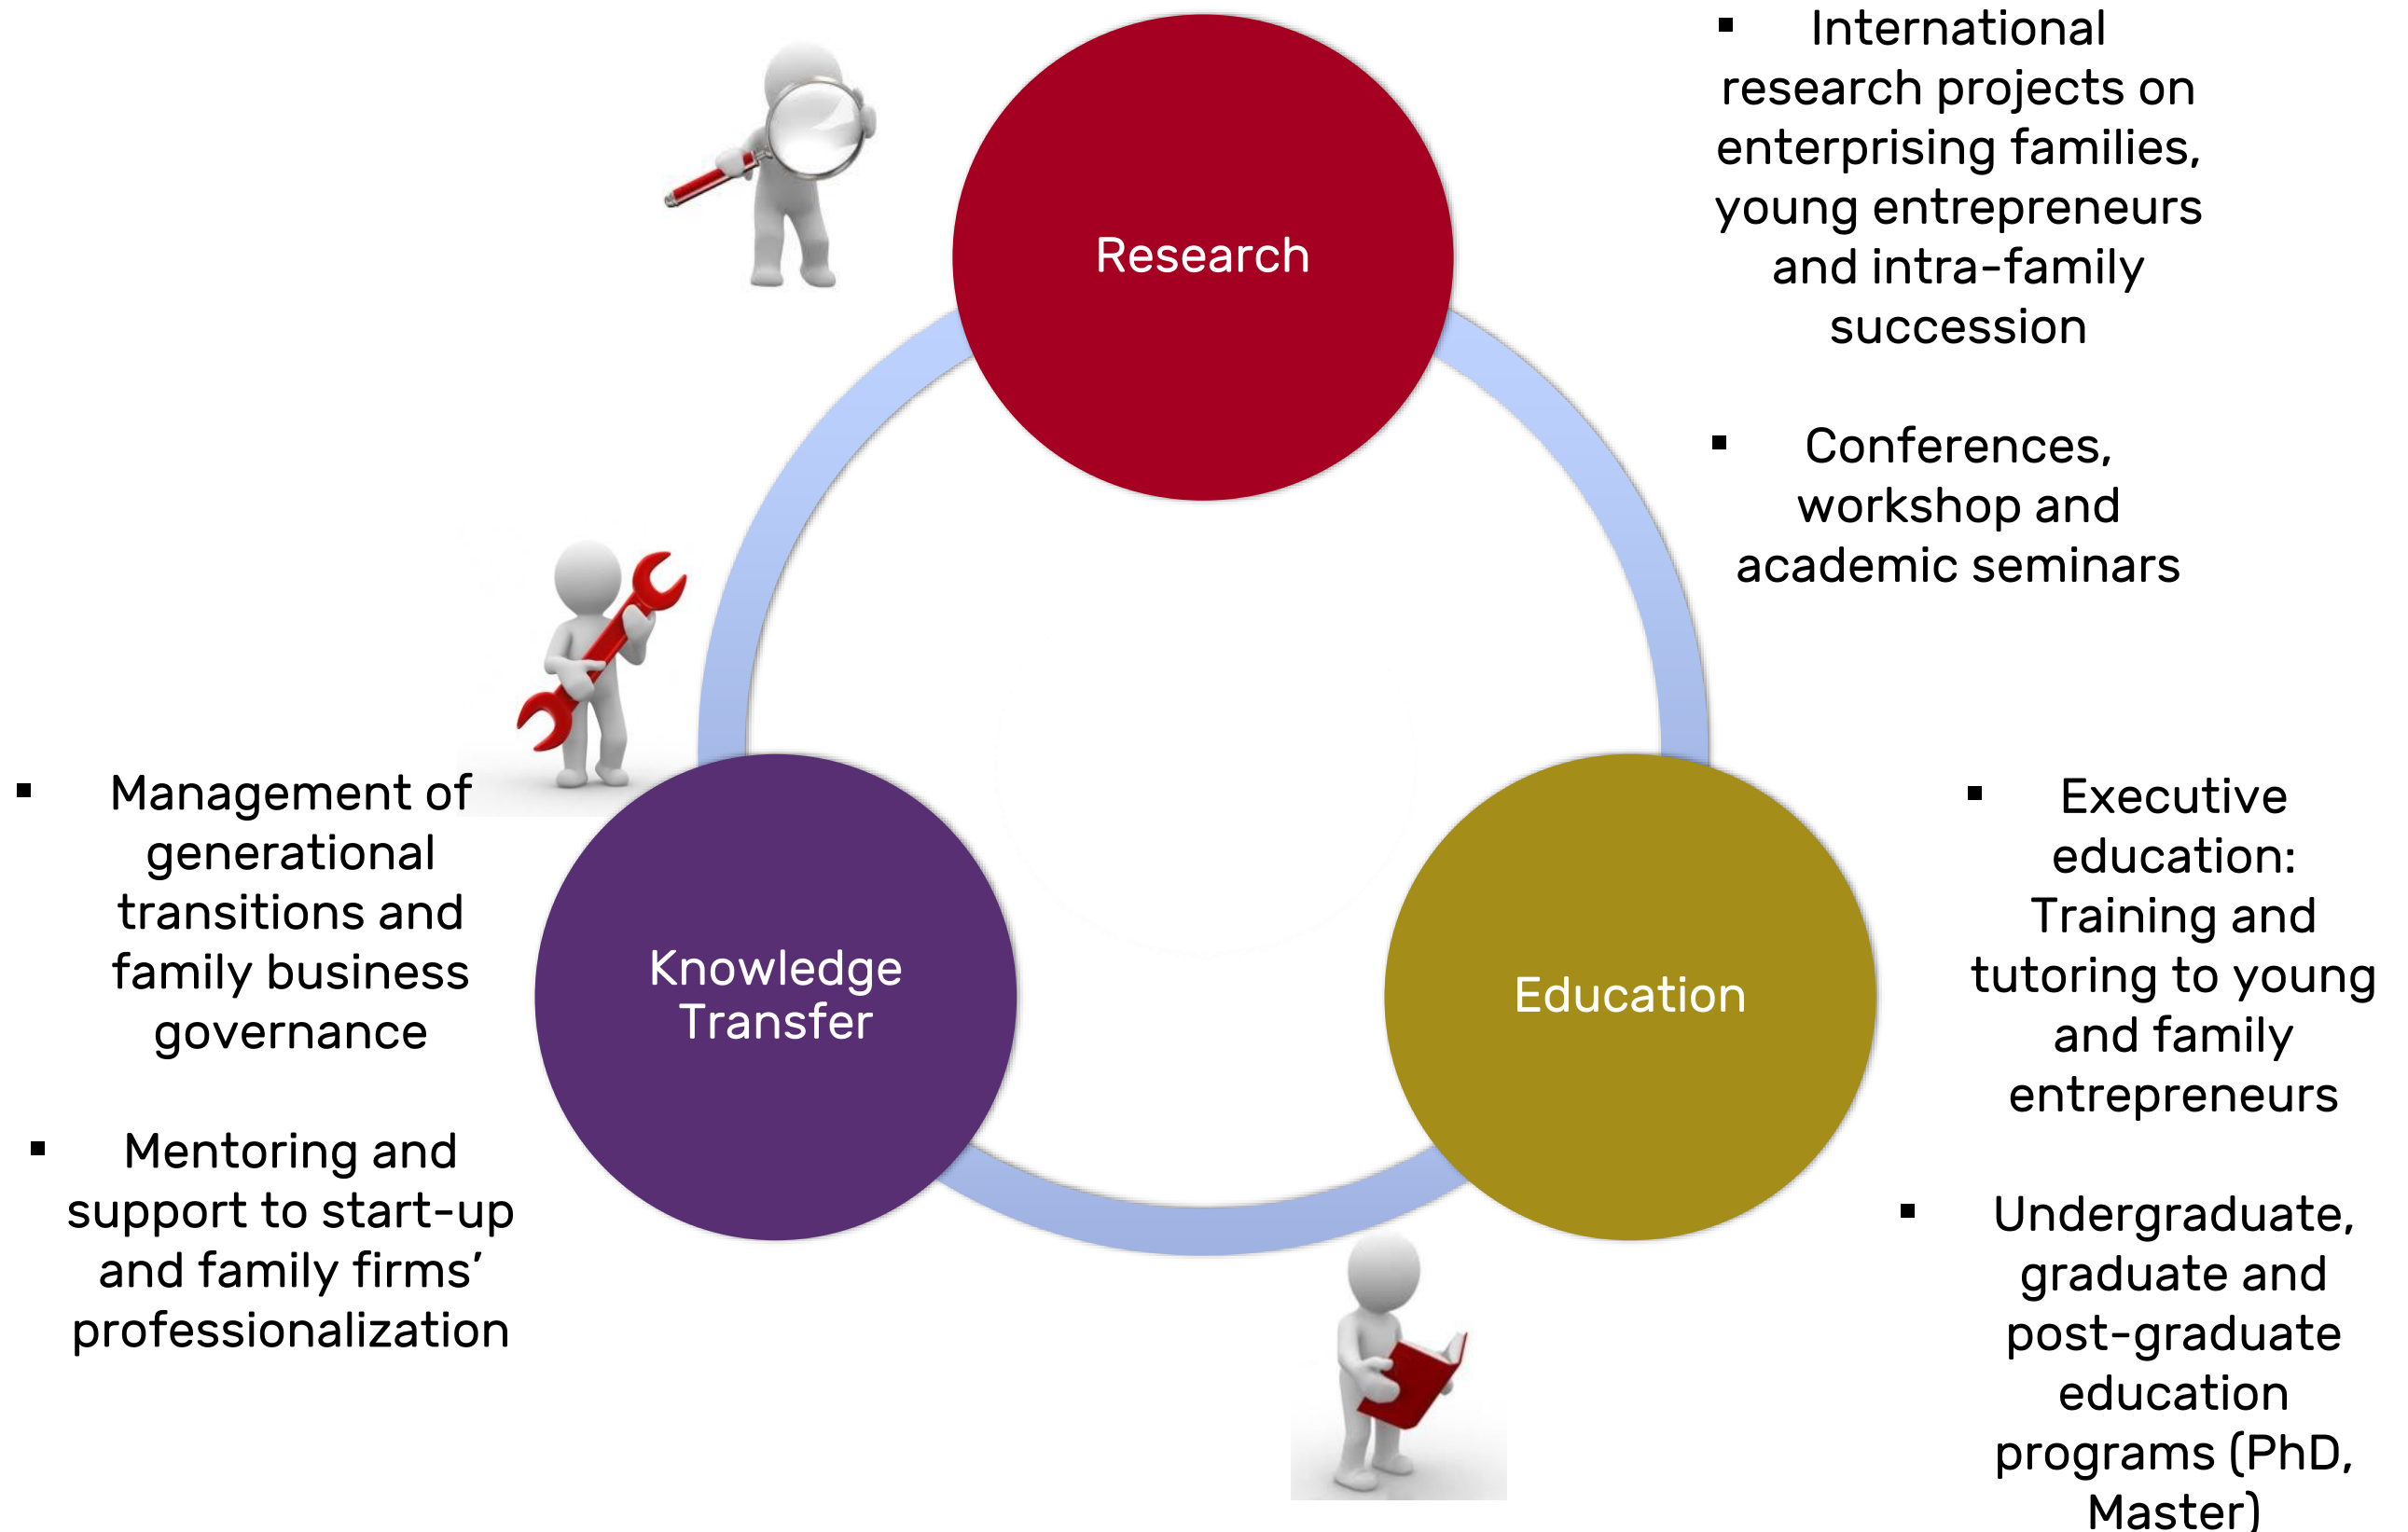 Research
▪ International
research projects on
enterprising families,
young entrepreneurs
and intra-family
succession
▪ Conferences,
workshop and
academic seminars
Knowledge
Transfer
▪ Management of
generational
transitions and
family business
governance
▪ Mentoring and
support to start-up
and family firms’
professionalization
Education
▪ Executive
education:
Training and
tutoring to young
and family
entrepreneurs
▪ Undergraduate,
graduate and
post-graduate
education
programs (PhD,
Master)